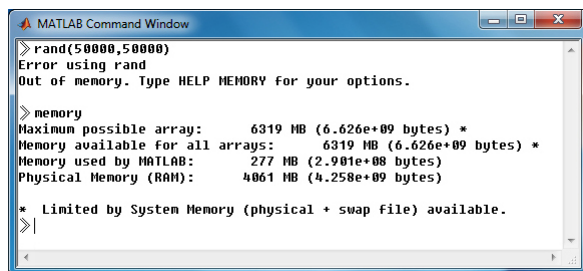 MATLAB Command Window
>> rand(50000,50000)
Error using rand
Out of memory. Type HELP MEMORY for your options.
>> memory
Maximum possible array:       6319 MB (6.626e+09 bytes) *
Memory available for all arrays:       6319 MB (6.626e+09 bytes) *
Memory used by MATLAB:        277 MB (2.901e+08 bytes)
Physical Memory (RAM):       4061 MB (4.258e+09 bytes)
*  Limited by System Memory (physical + swap file) available.
>>